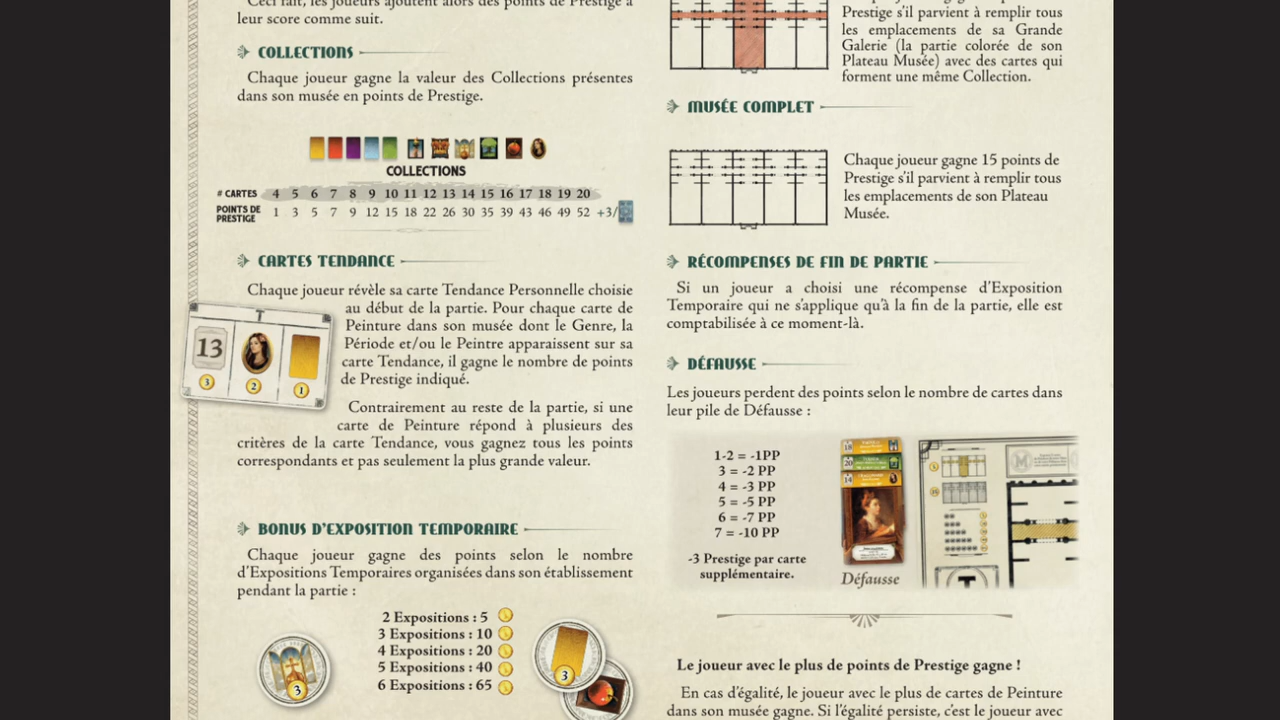 Ceci fait, les joueurs ajoutent alors des points de Prestige à
leur score comme suit.
COLLECTIONS
Chaque joueur gagne la valeur des Collections présentes
dans son musée en points de Prestige.
COLLECTIONS
# CARTES 4 5 6 7 8 9 10 11 12 13 14 15 16 17 18 19 20
POINTS DE PRESTIGE 1 3 5 7 9 12 15 18 22 26 30 35 39 43 46 49 52 +3/
CARTES TENDANCE
Chaque joueur révèle sa carte Tendance Personnelle choisie
au début de la partie. Pour chaque carte de
Peinture dans son musée dont le Genre, la
Période et/ou le Peintre apparaissent sur sa
carte Tendance, il gagne le nombre de points
de Prestige indiqué.
T
13
3 2 1
Contrairement au reste de la partie, si une
carte de Peinture répond à plusieurs des
critères de la carte Tendance, vous gagnez tous les points
correspondants et pas seulement la plus grande valeur.
BONUS D'EXPOSITION TEMPORAIRE
Chaque joueur gagne des points selon le nombre
d'Expositions Temporaires organisées dans son établissement
pendant la partie :
2 Expositions : 5
3 Expositions : 10
4 Expositions : 20
5 Expositions : 40
6 Expositions : 65
3
3
Prestige s'il parvient à remplir tous
les emplacements de sa Grande
Galerie (la partie colorée de son
Plateau Musée) avec des cartes qui
forment une même Collection.
MUSÉE COMPLET
Chaque joueur gagne 15 points de
Prestige s'il parvient à remplir tous
les emplacements de son Plateau
Musée.
RÉCOMPENSES DE FIN DE PARTIE
Si un joueur a choisi une récompense d'Exposition
Temporaire qui ne s'applique qu'à la fin de la partie, elle est
comptabilisée à ce moment-là.
DÉFAUSSE
Les joueurs perdent des points selon le nombre de cartes dans
leur pile de Défausse :
1-2 = -1PP
3 = -2 PP
4 = -3 PP
5 = -5 PP
6 = -7 PP
7 = -10 PP
-3 Prestige par carte
supplémentaire.
18
20
14
Défausse
M
T
Le joueur avec le plus de points de Prestige gagne !
En cas d'égalité, le joueur avec le plus de cartes de Peinture
dans son musée gagne. Si l'égalité persiste, c'est le joueur avec